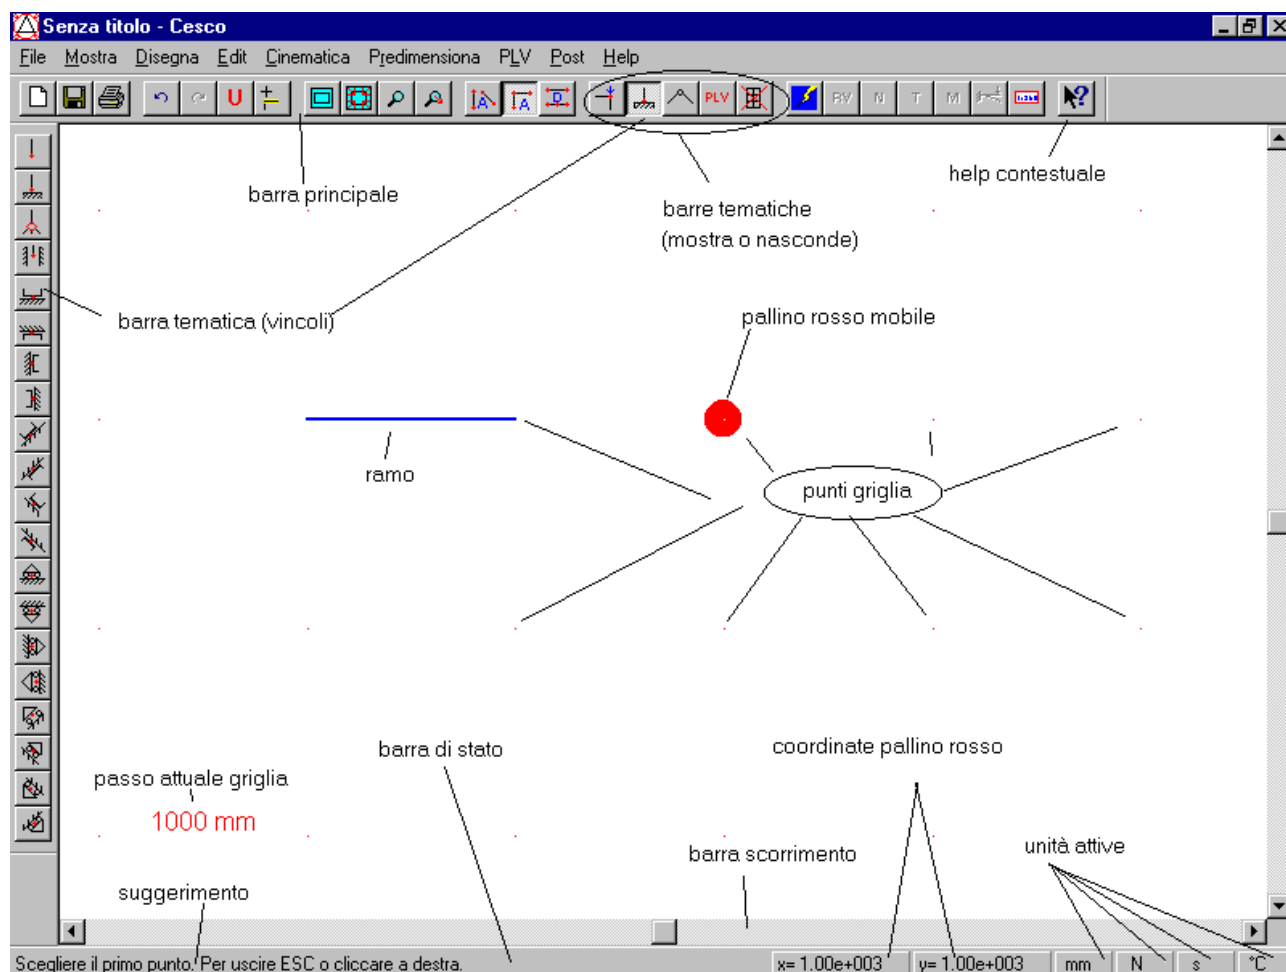 Senza titolo - Cesco
File Mostra Disegna Edit Cinematica Predimensiona PLV Post Help
U A A D PLV RV N T M
barra principale
help contestuale
barre tematiche
(mostra o nasconde)
barra tematica (vincoli)
pallino rosso mobile
ramo
punti griglia
barra di stato
coordinate pallino rosso
passo attuale griglia
1000 mm
unità attive
barra scorrimento
suggerimento
Scegliere il primo punto. Per uscire ESC o cliccare a destra.
x= 1.00e+003 y= 1.00e+003 mm N s °C